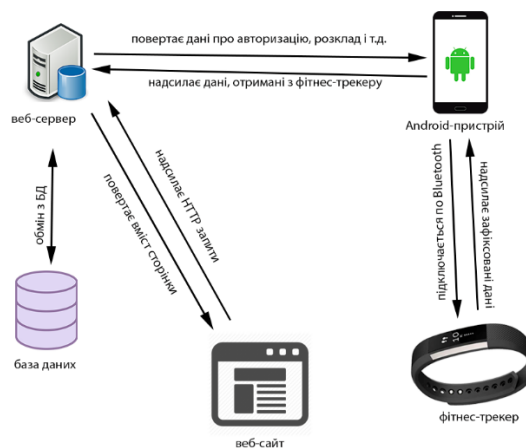 повертає дані про авторизацію, розклад і т.д.
надсилає дані, отримані з фітнес-трекеру
веб-сервер
Android-пристрій
обмін з БД
повертає вміст сторінки
надсилає HTTP запити
підключається по Bluetooth
надсилає зафіксовані дані
база даних
фітнес-трекер
веб-сайт